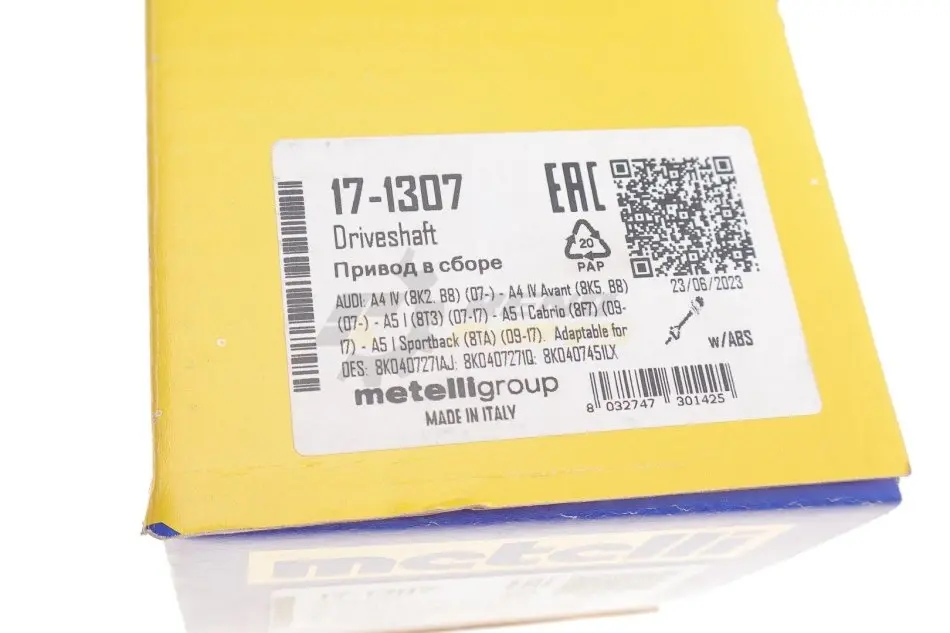 17-1307
Driveshaft
Привод в сборе
EAC
20
PAP
23/06/2023
AUDI: A4 IV (8K2, B8) (07-) - A4 IV Avant (8K5, B8)
(07-) - A5 I (8T3) (07-17) - A5 I Cabrio (8F7) (09-
17) - A5 I Sportback (8TA) (09-17). Adaptable for
OES: 8K0407271AJ; 8K0407271Q; 8K0407451LX
w/ABS
metelligroup
MADE IN ITALY
8 032747 301425
metelli
17-1307